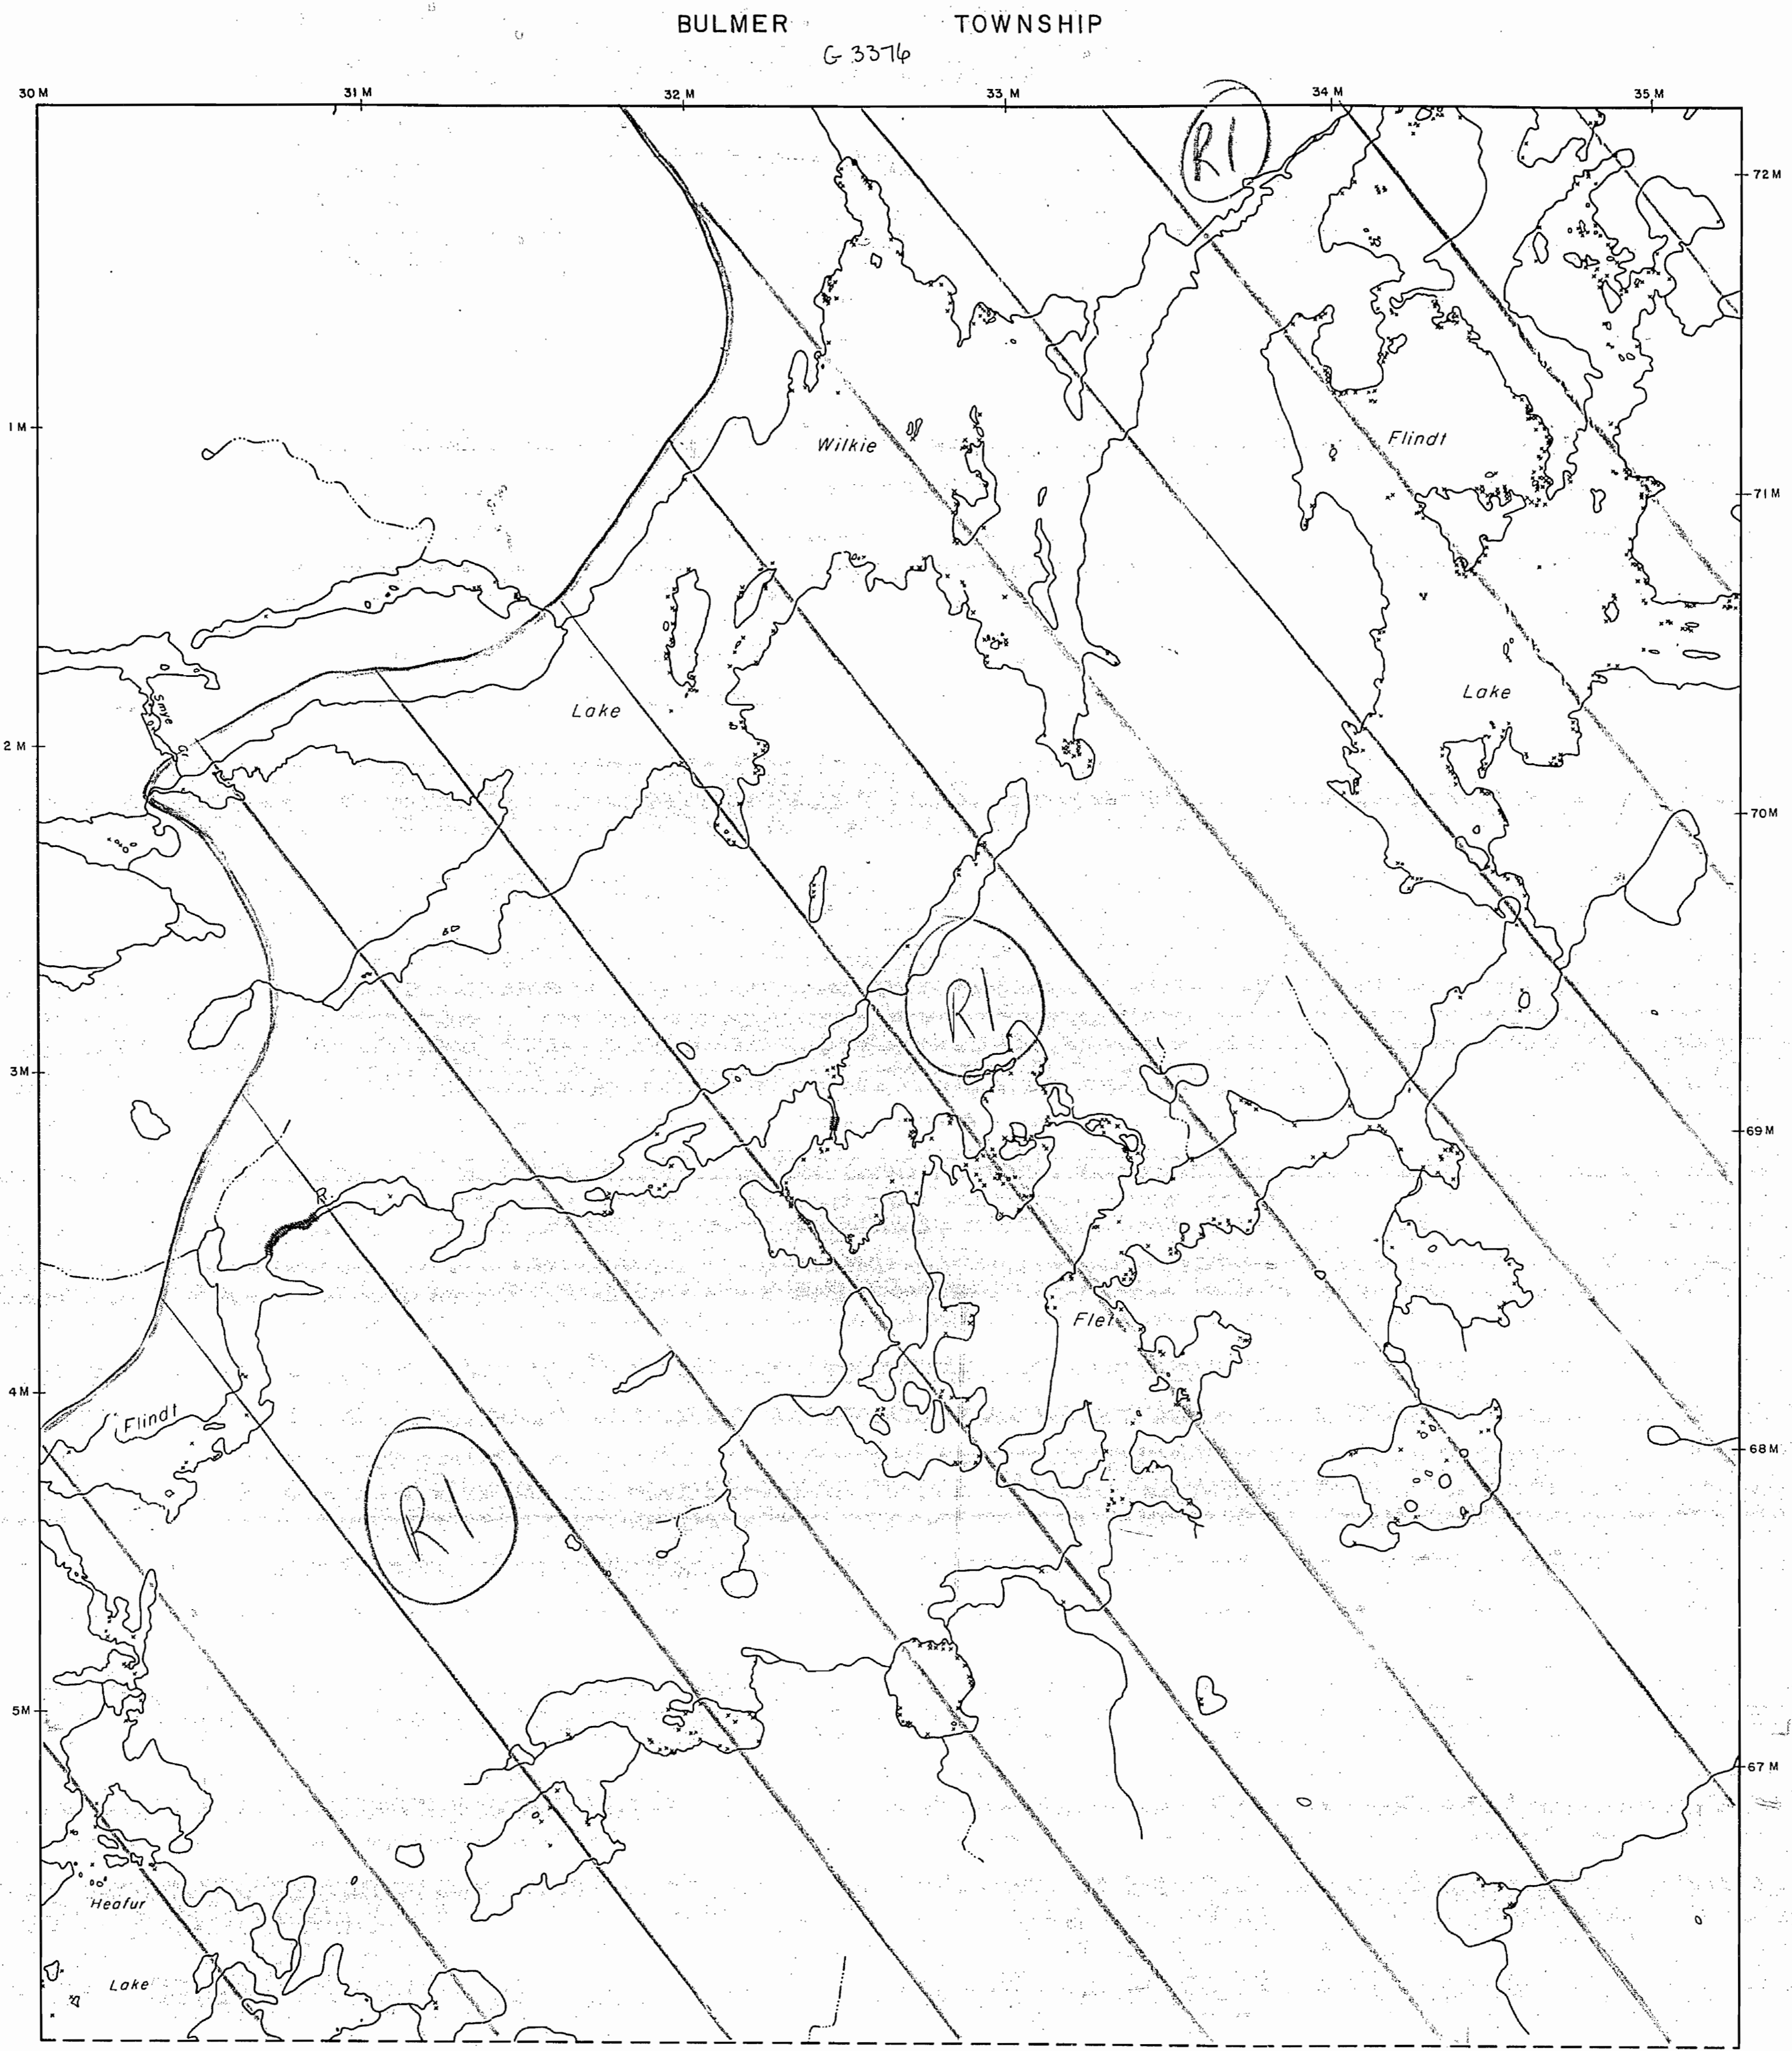 BULMER TOWNSHIP
G-3376
30 M 31 M 32 M 33 M 34 M 35 M
R1
72 M
1 M
Wilkie
Flindt
71 M
Lake
Lake
Smye
Cr
2 M
70 M
R1
3 M
69 M
R.
Flet
4 M
Flindt
68 M
L
R1
5 M
67 M
Heafur
Lake